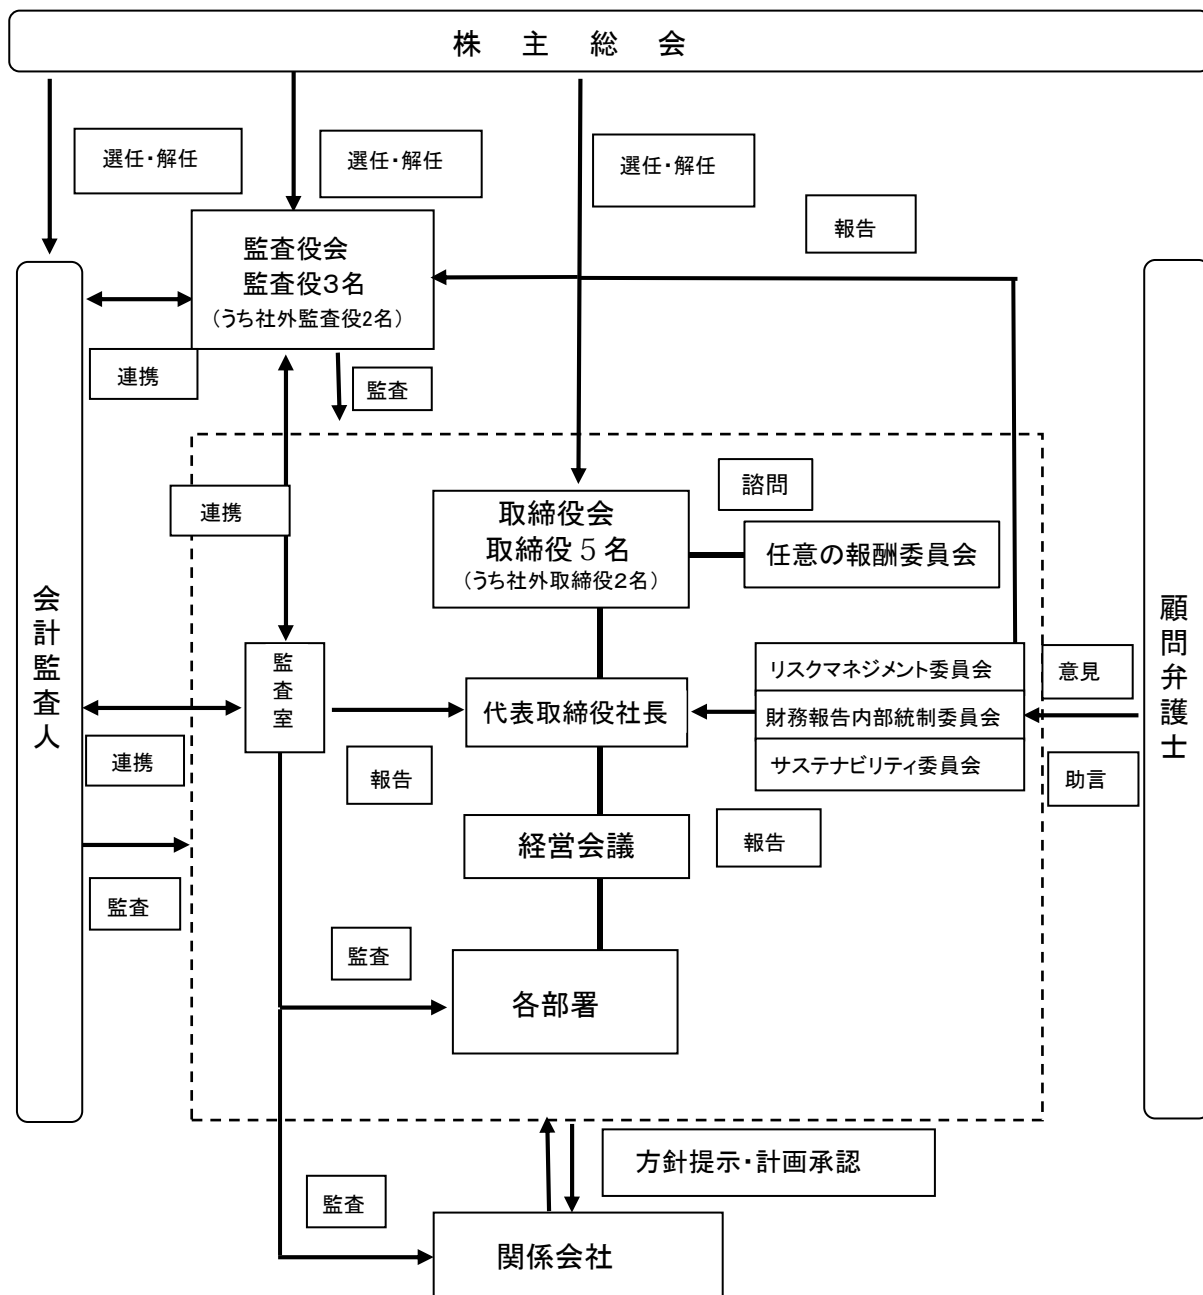 株　主　総　会
選任・解任
選任・解任
選任・解任
報告
監査役会
監査役３名
（うち社外監査役2名）
連携
監査
連携
諮問
取締役会
取締役５名
（うち社外取締役２名）
任意の報酬委員会
会計監査人
顧問弁護士
監査室
代表取締役社長
リスクマネジメント委員会
財務報告内部統制委員会
サステナビリティ委員会
意見
助言
連携
報告
経営会議
報告
監査
監査
各部署
方針提示・計画承認
監査
関係会社